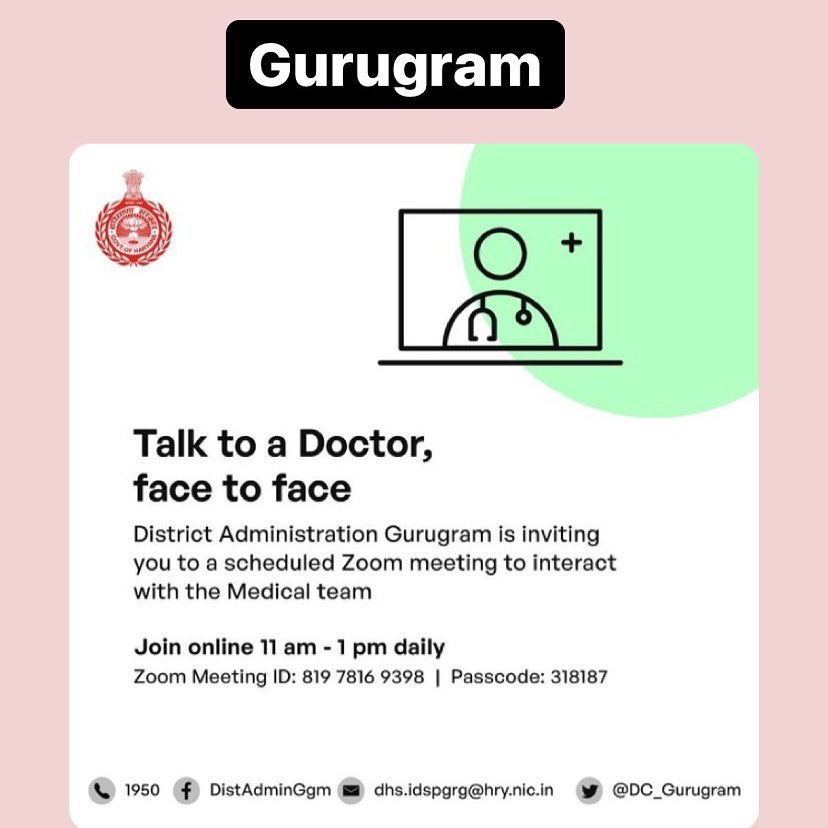 Gurugram
Talk to a Doctor,
face to face
District Administration Gurugram is inviting
you to a scheduled Zoom meeting to interact
with the Medical team
Join online 11 am - 1 pm daily
Zoom Meeting ID: 819 7816 9398 | Passcode: 318187
1950 DistAdminGgm dhs.idspgrg@hry.nic.in @DC_Gurugram